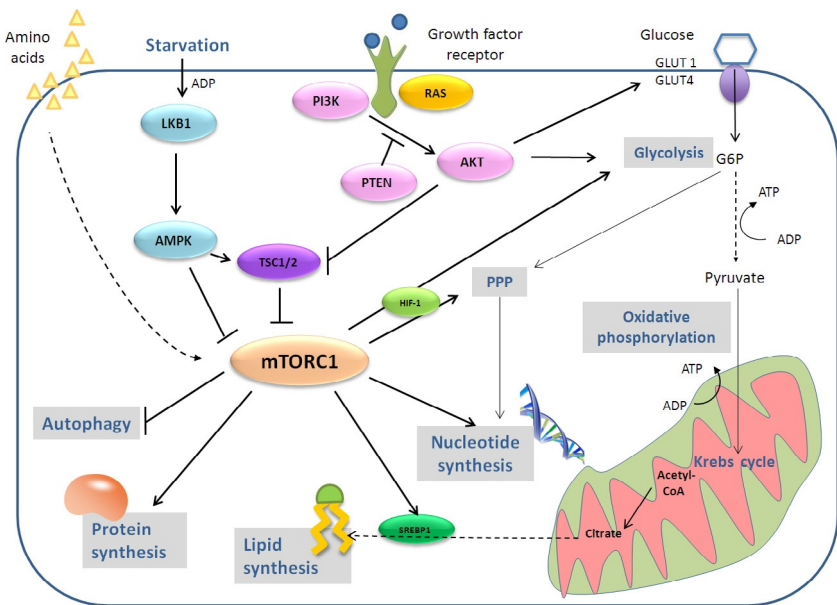 Amino
acids
Starvation
ADP
LKB1
AMPK
TSC1/2
Growth factor
receptor
PI3K
RAS
PTEN
AKT
Glucose
GLUT 1
GLUT4
Glycolysis
G6P
ATP
ADP
Pyruvate
PPP
HIF-1
mTORC1
Oxidative
phosphorylation
ATP
ADP
Autophagy
Nucleotide
synthesis
Krebs cycle
Acetyl-
CoA
Citrate
Protein
synthesis
Lipid
synthesis
SREBP1